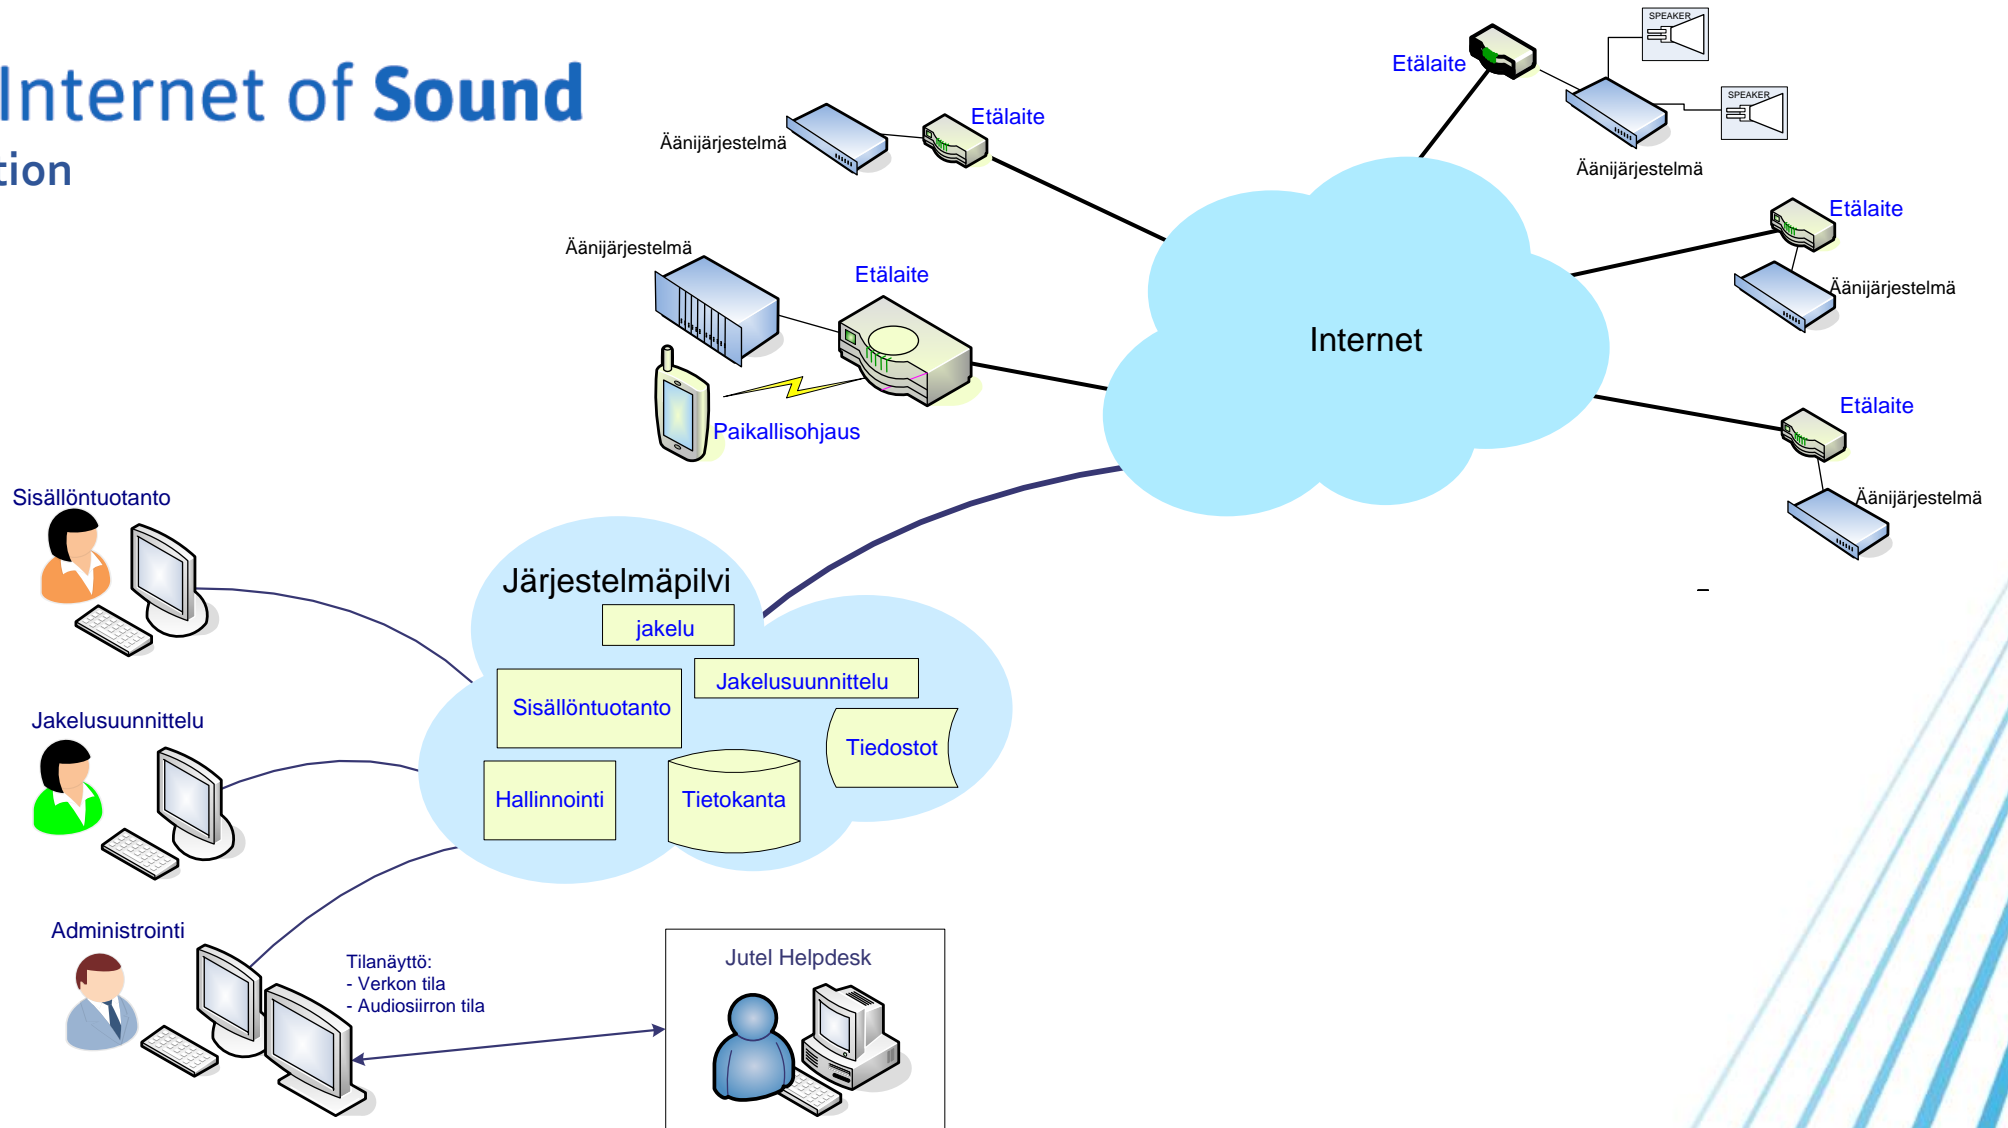 Internet of Sound
tion
SPEAKER
Etälaite
SPEAKER
Äänijärjestelmä
Etälaite
Äänijärjestelmä
Etälaite
Äänijärjestelmä
Äänijärjestelmä
Etälaite
Paikallisohjaus
Internet
Etälaite
Äänijärjestelmä
Sisällöntuotanto
Järjestelmäpilvi
jakelu
Jakelusuunnittelu
Sisällöntuotanto
Tiedostot
Hallinnointi
Tietokanta
Jakelusuunnittelu
Administrointi
Tilanäyttö:
- Verkon tila
- Audiosiirron tila
Jutel Helpdesk